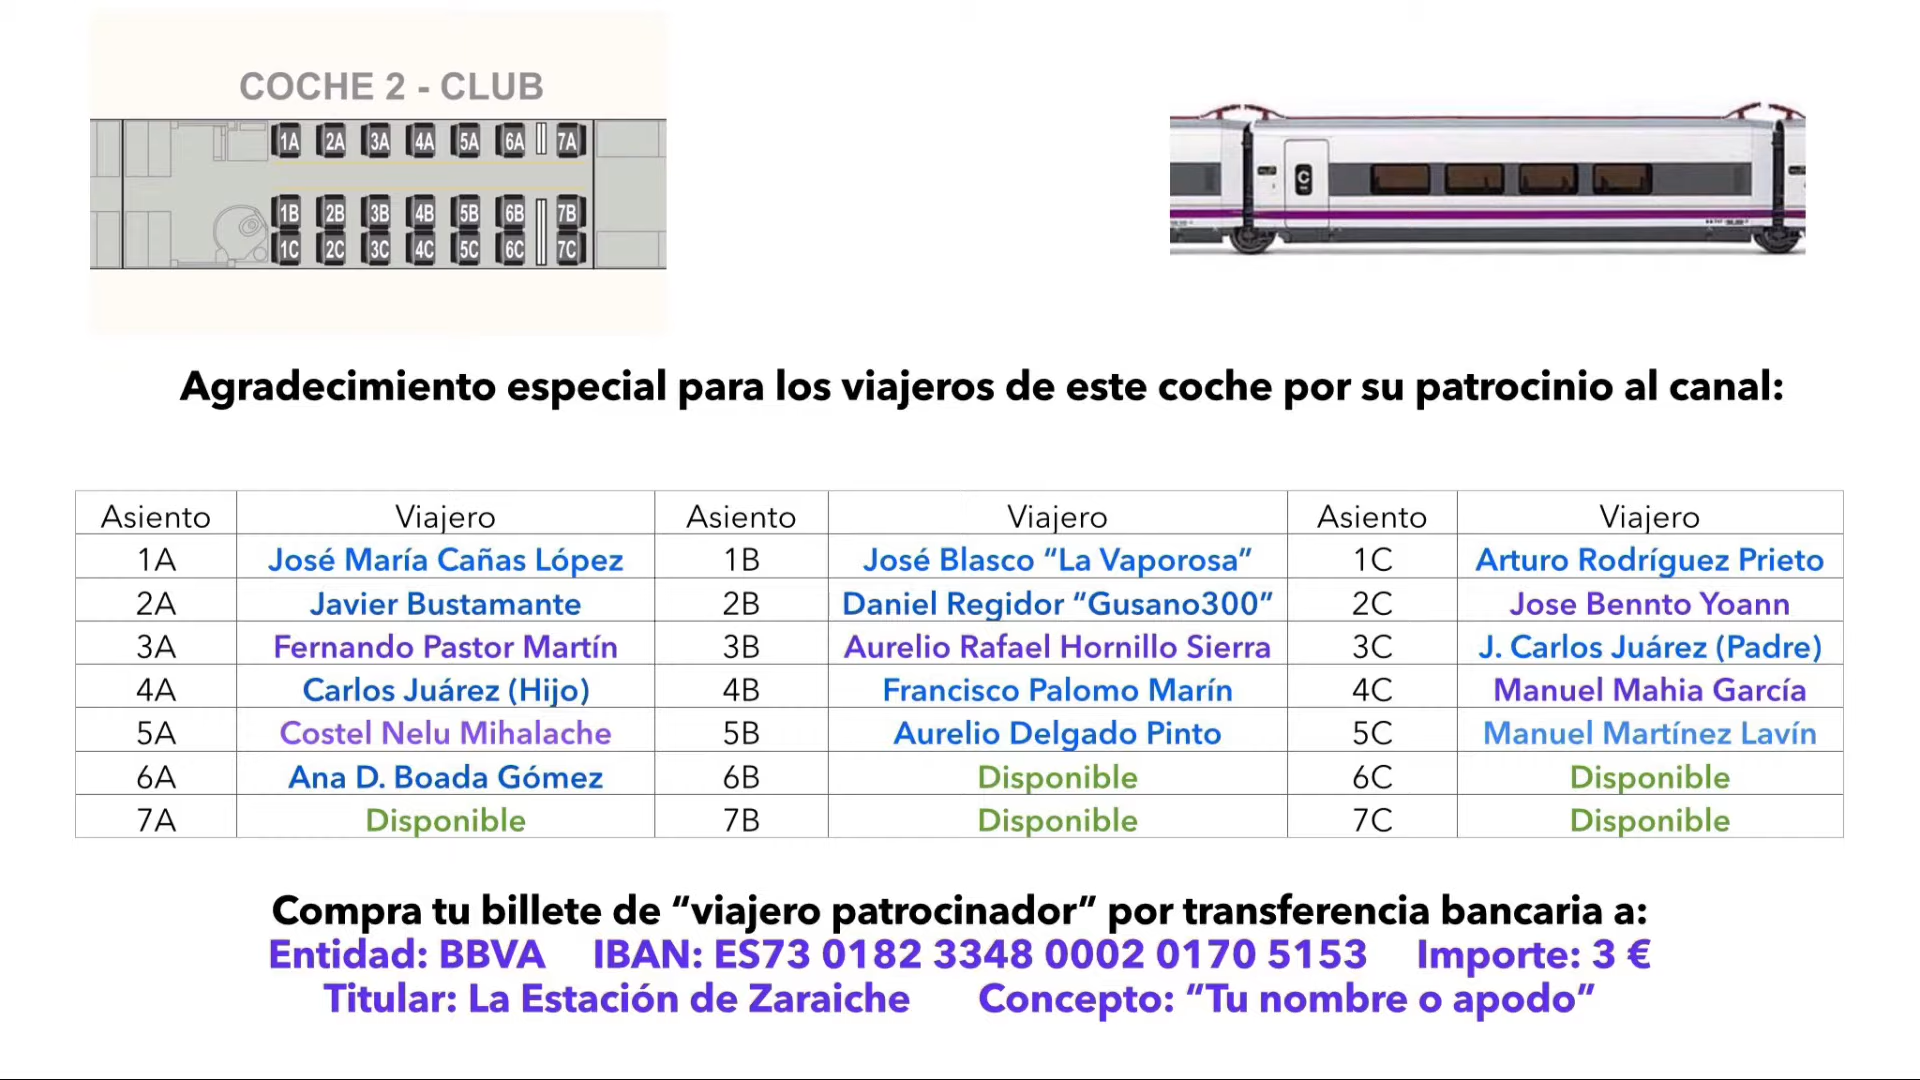 COCHE 2 - CLUB
1A 2A 3A 4A 5A 6A 7A
1B 2B 3B 4B 5B 6B 7B
1C 2C 3C 4C 5C 6C 7C
C
Agradecimiento especial para los viajeros de este coche por su patrocinio al canal:
Asiento Viajero Asiento Viajero Asiento Viajero
1A José María Cañas López 1B José Blasco “La Vaporosa” 1C Arturo Rodríguez Prieto
2A Javier Bustamante 2B Daniel Regidor “Gusano300” 2C Jose Bennto Yoann
3A Fernando Pastor Martín 3B Aurelio Rafael Hornillo Sierra 3C J. Carlos Juárez (Padre)
4A Carlos Juárez (Hijo) 4B Francisco Palomo Marín 4C Manuel Mahia García
5A Costel Nelu Mihalache 5B Aurelio Delgado Pinto 5C Manuel Martínez Lavín
6A Ana D. Boada Gómez 6B Disponible 6C Disponible
7A Disponible 7B Disponible 7C Disponible
Compra tu billete de “viajero patrocinador” por transferencia bancaria a:
Entidad: BBVA IBAN: ES73 0182 3348 0002 0170 5153 Importe: 3 €
Titular: La Estación de Zaraiche Concepto: “Tu nombre o apodo”